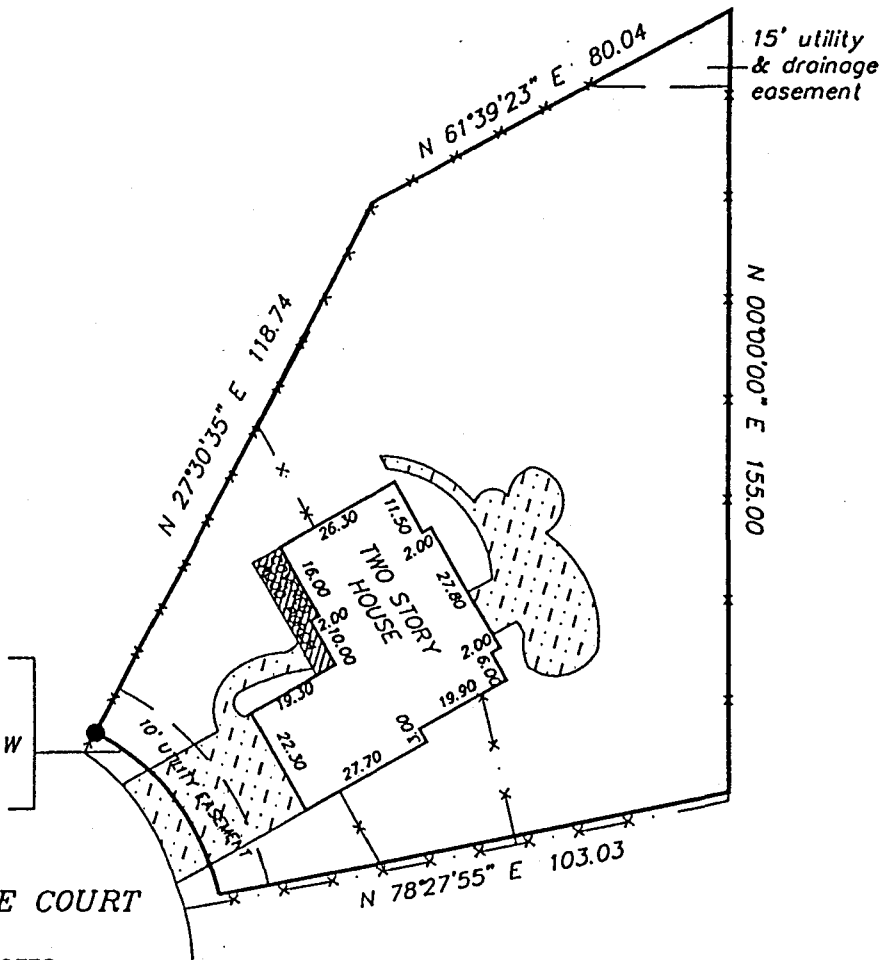 15' utility
& drainage
easement
N 61°39'23" E 80.04
N 27°30'35" E 118.74
N 00°00'00" E 155.00
26.30
11.50
2.00
TWO STORY
HOUSE
16.00
27.80
2.00
10.00
2.00
6.00
19.30
19.90
1.00
22.30
27.70
W
10' UTILITY EASEMENT
N 78°27'55" E 103.03
E COURT